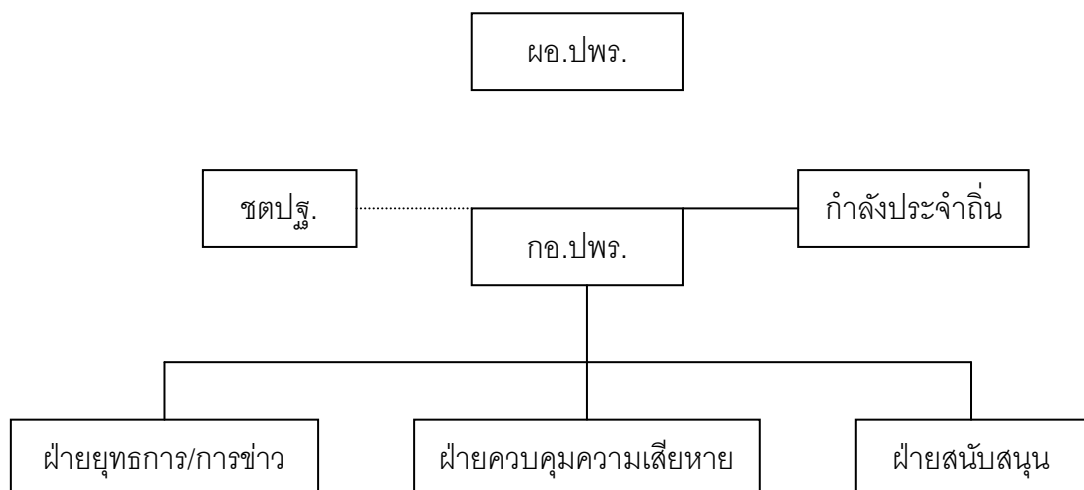 ผอ.ปพร.
ชตปฐ.
กำลังประจำถิ่น
กอ.ปพร.
ฝ่ายยุทธการ/การข่าว
ฝ่ายควบคุมความเสียหาย
ฝ่ายสนับสนุน